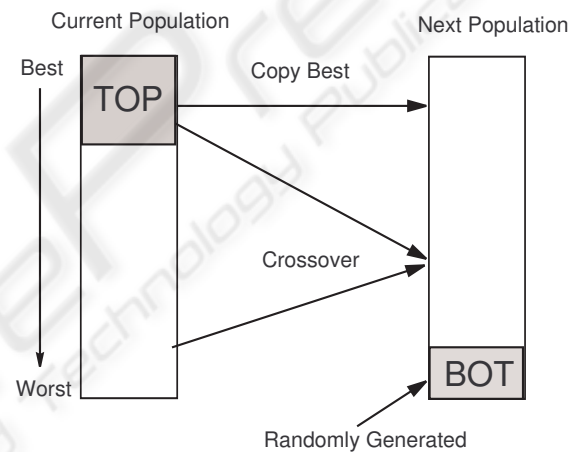 Current Population
Next Population
Best
TOP
Copy Best
Crossover
Worst
BOT
Randomly Generated